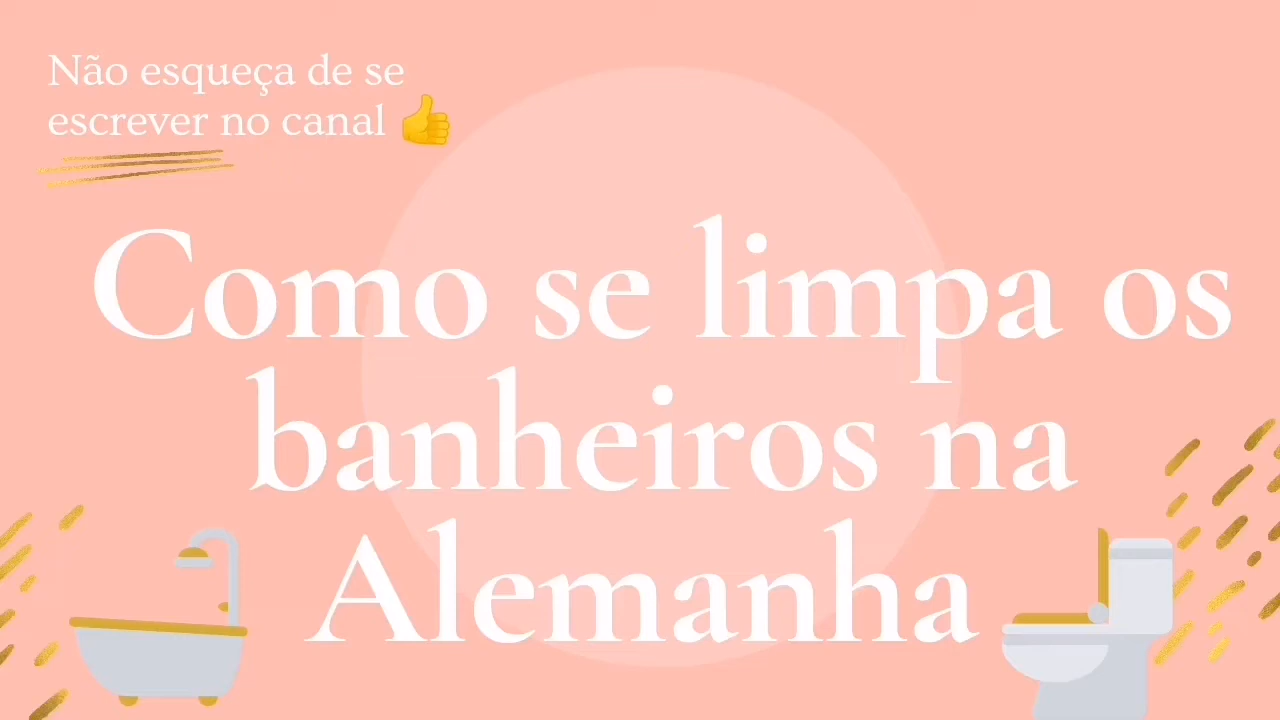 Não esqueça de se
escrever no canal 👍
Como se limpa os
banheiros na
Alemanha